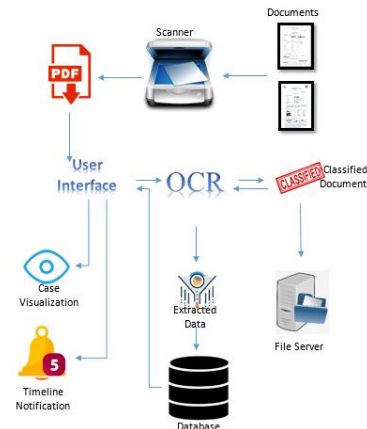 Documents
Scanner
PDF
User
Interface
OCR
CLASSIFIED
Classified
Document
Case
Visualization
Extracted
Data
File Server
5
Timeline
Notification
Database